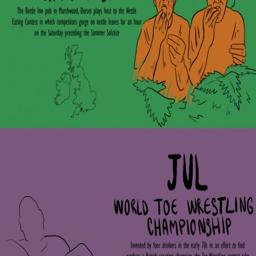 The Nettle Inn pub in Marshwood, Dorset plays host to the Nettle
Eating Contest in which competitors gorge on nettle leaves for an hour
on the Saturday preceding the Summer Solstice
JUL
WORLD TOE WRESTLING
CHAMPIONSHIP
Invented by four drinkers in the early 70s in an effort to find